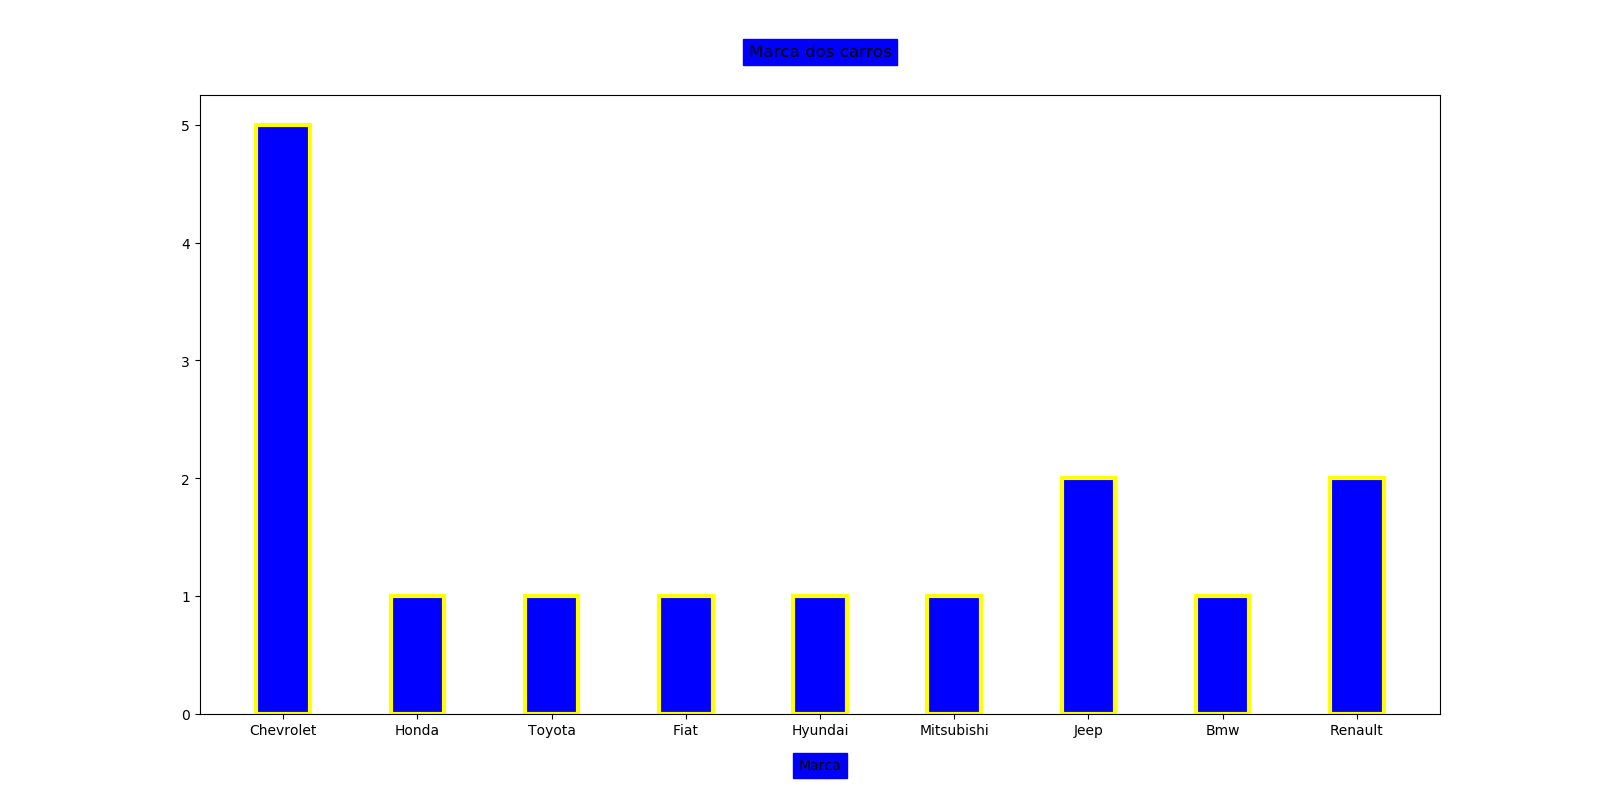 Marca dos carros
5
4
3
2
1
0
Chevrolet Honda Toyota Fiat Hyundai Mitsubishi Jeep Bmw Renault
Marca.